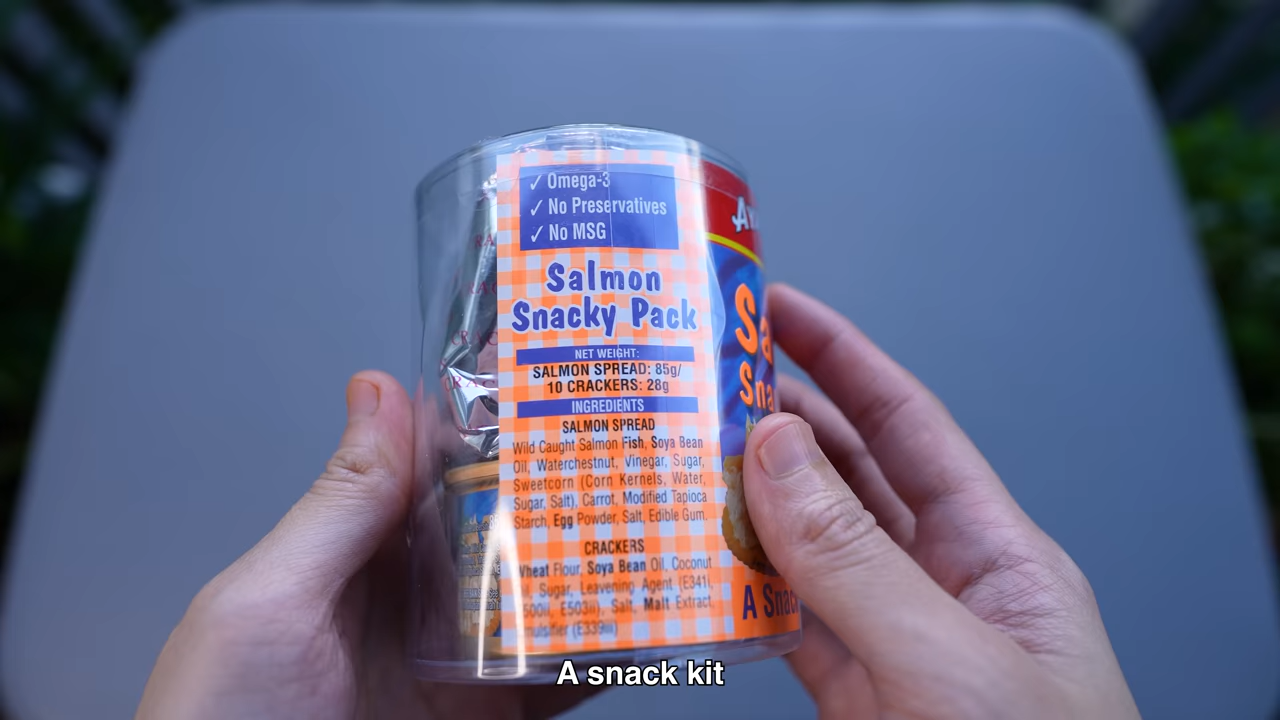 ✓ Omega-3
✓ No Preservatives
✓ No MSG
Salmon
Snacky Pack
NET WEIGHT:
SALMON SPREAD: 85g/
10 CRACKERS: 28g
INGREDIENTS
SALMON SPREAD
Wild Caught Salmon Fish, Soya Bean
Oil, Waterchestnut, Vinegar, Sugar,
Sweetcorn (Corn Kernels, Water,
Sugar, Salt), Carrot, Modified Tapioca
Starch, Egg Powder, Salt, Edible Gum.
CRACKERS
Wheat Flour, Soya Bean Oil, Coconut
Sugar, Leavening Agent (E341i,
E503ii), Salt, Malt Extract,
A Snac
A snack kit